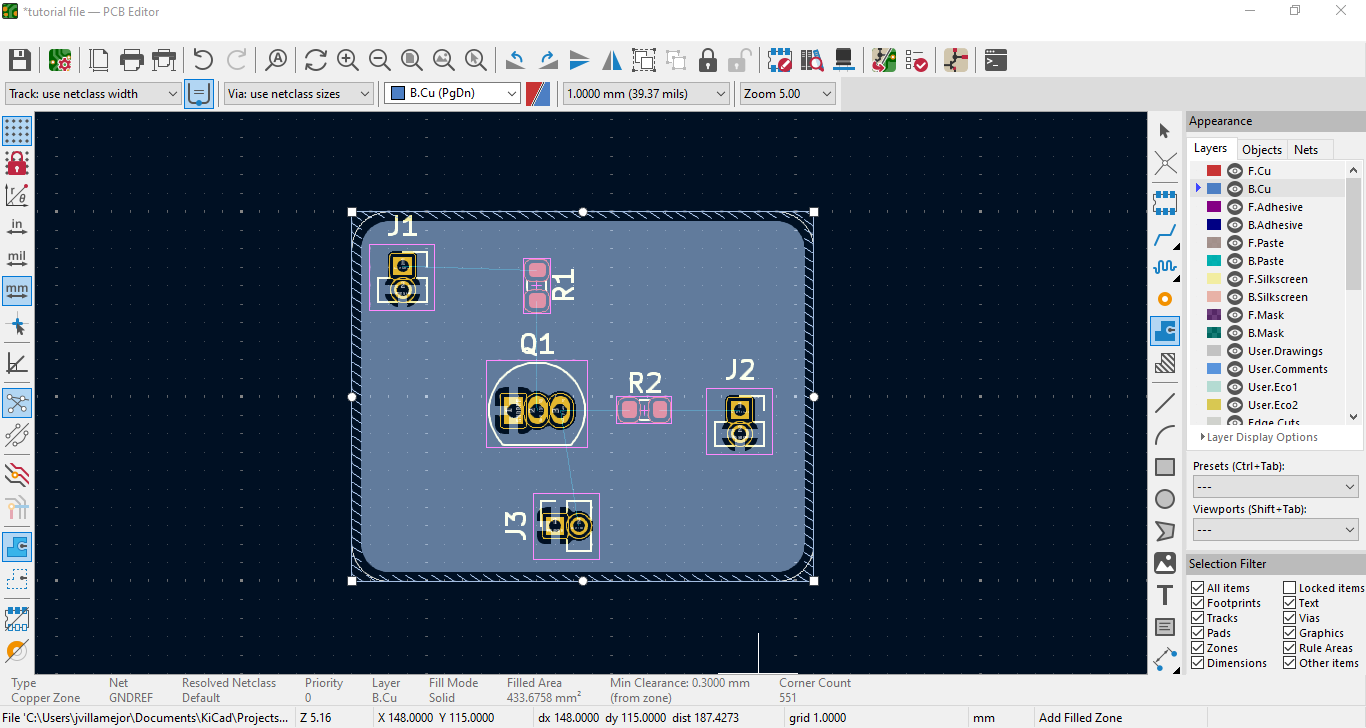 *tutorial file — PCB Editor
Track: use netclass width
Via: use netclass sizes
B.Cu (PgDn)
1.0000 mm (39.37 mils)
Zoom 5.00
in
mil
mm
J1
R1
Q1
R2
J2
J3
Appearance
Layers Objects Nets
F.Cu
B.Cu
F.Adhesive
B.Adhesive
F.Paste
B.Paste
F.Silkscreen
B.Silkscreen
F.Mask
B.Mask
User.Drawings
User.Comments
User.Eco1
User.Eco2
Edge.Cuts
Layer Display Options
Presets (Ctrl+Tab):
---
Viewports (Shift+Tab):
---
Selection Filter
All items Locked items
Footprints Text
Tracks Vias
Pads Graphics
Zones Rule Areas
Dimensions Other items
Type Net Resolved Netclass Priority Layer Fill Mode Filled Area Min Clearance: 0.3000 mm Corner Count
Copper Zone GNDREF Default 0 B.Cu Solid 433.6758 mm² (from zone) 551
File 'C:\Users\jvillamejor\Documents\KiCad\Projects... Z 5.16 X 148.0000 Y 115.0000 dx 148.0000 dy 115.0000 dist 187.4273 grid 1.0000 mm Add Filled Zone